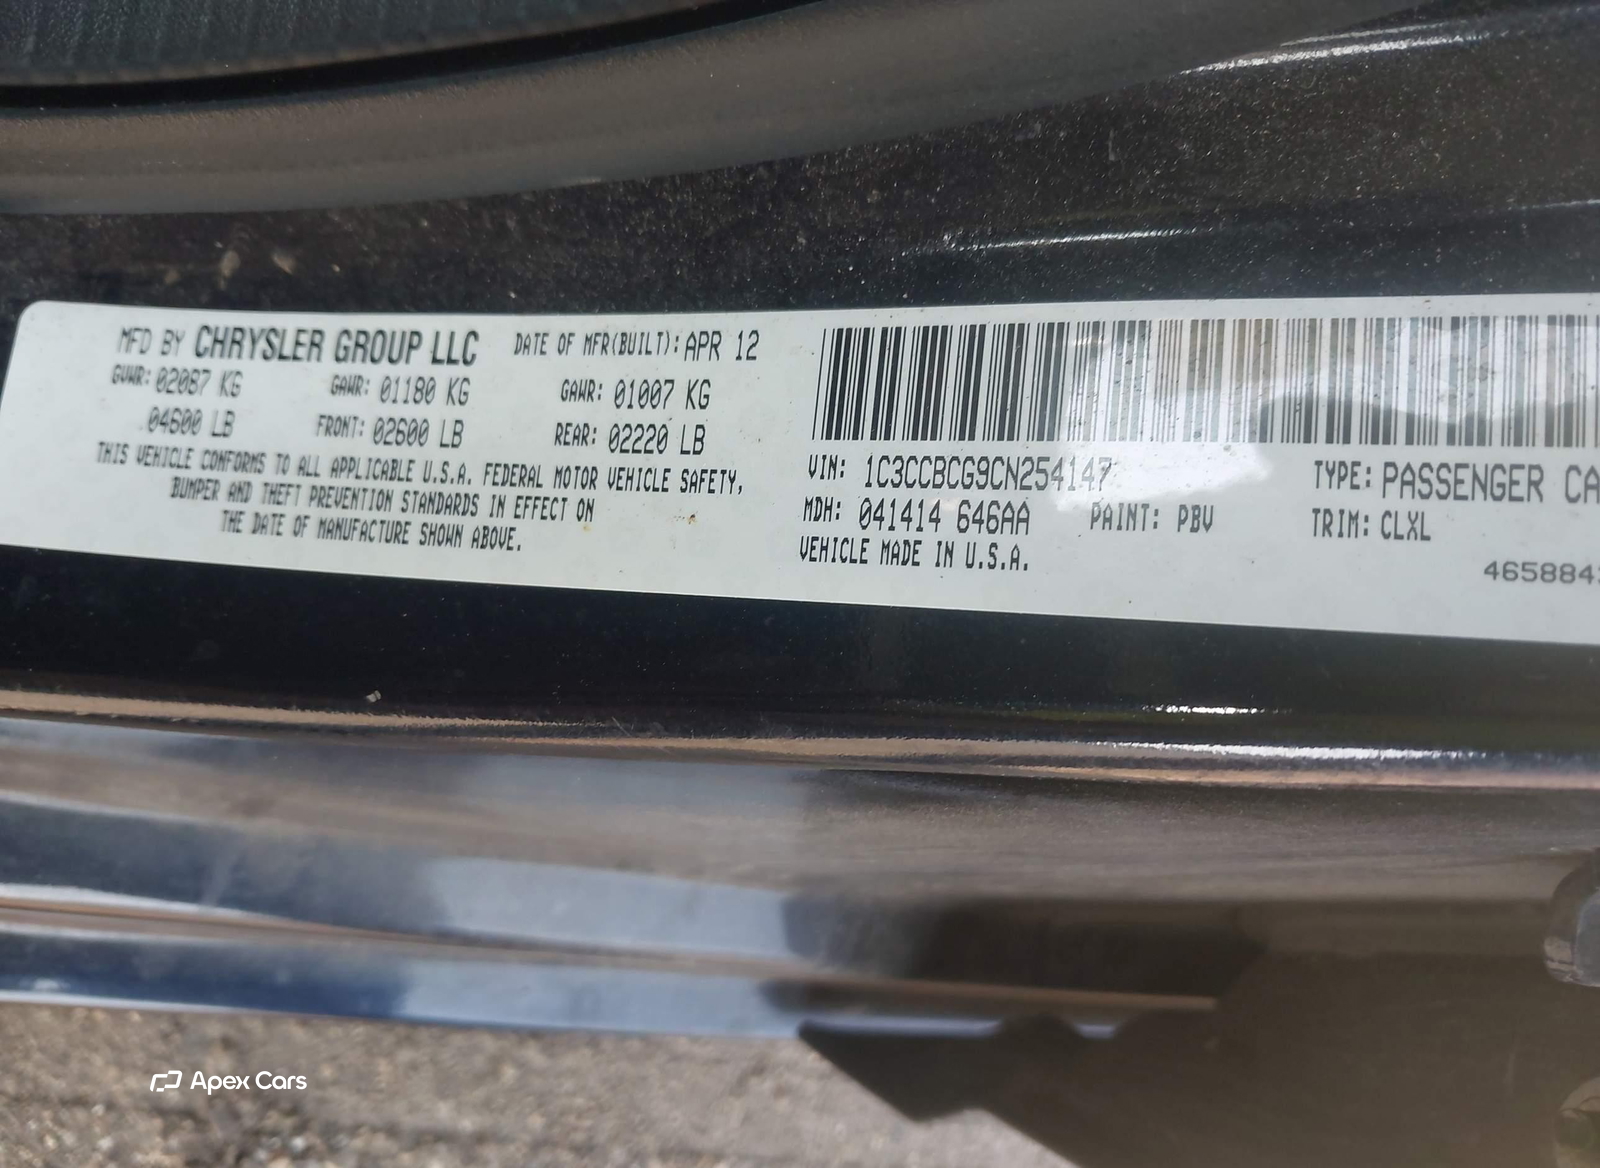 MFD BY CHRYSLER GROUP LLC DATE OF MFR(BUILT): APR 12
GVWR: 02087 KG GAWR: 01180 KG GAWR: 01007 KG
04600 LB FRONT: 02600 LB REAR: 02220 LB
THIS VEHICLE CONFORMS TO ALL APPLICABLE U.S.A. FEDERAL MOTOR VEHICLE SAFETY,
BUMPER AND THEFT PREVENTION STANDARDS IN EFFECT ON
THE DATE OF MANUFACTURE SHOWN ABOVE.
VIN: 1C3CCBCG9CN254147 TYPE: PASSENGER CA
MDH: 041414 646AA PAINT: PBV TRIM: CLXL
VEHICLE MADE IN U.S.A.
465884
Apex Cars